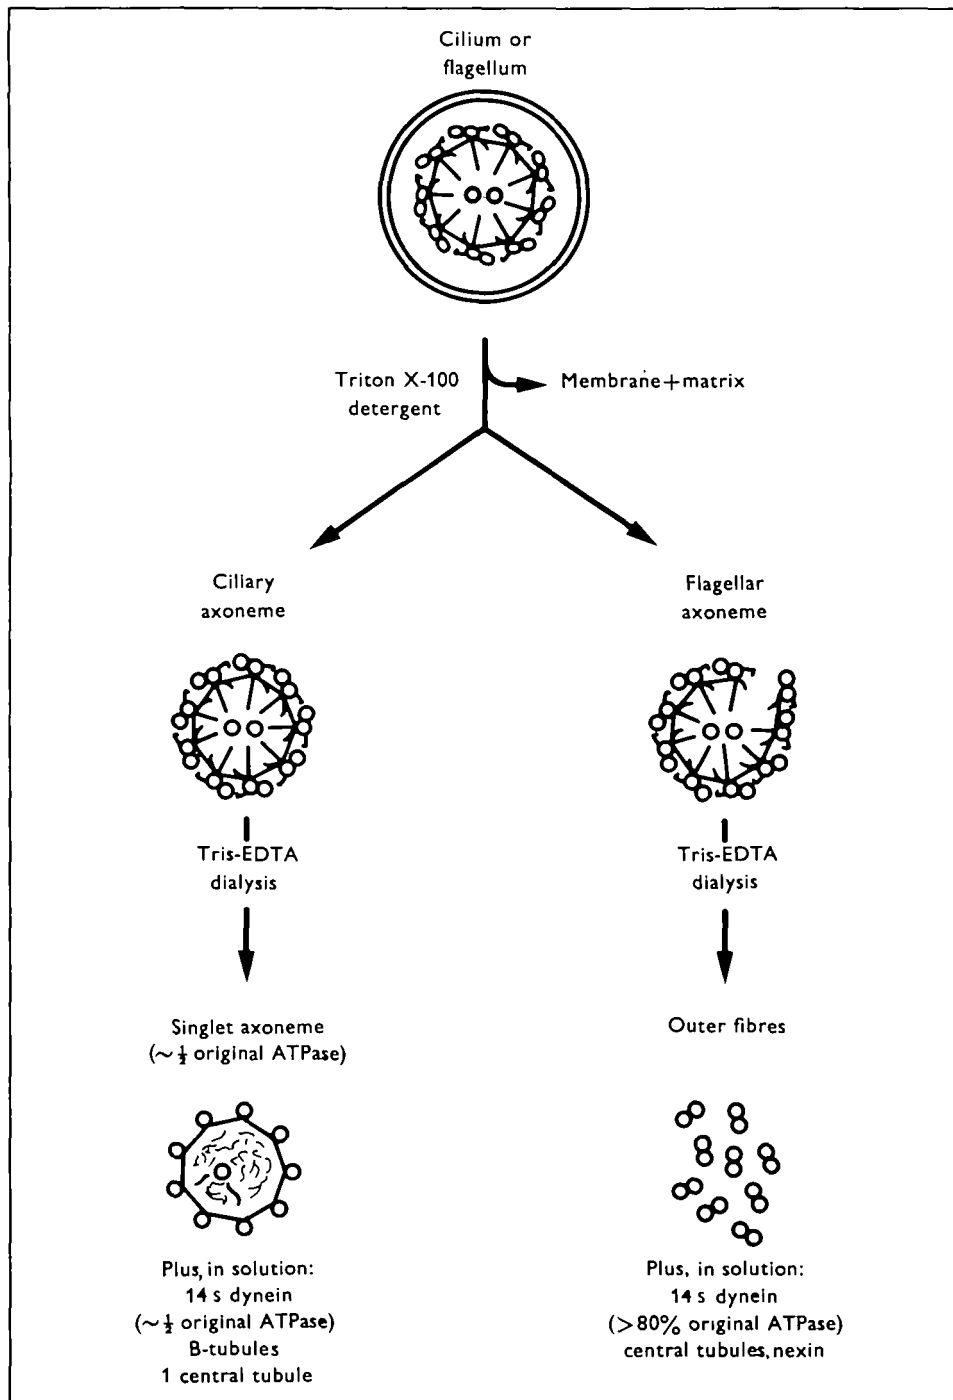 Cilium or
flagellum
Triton X-100
detergent
Membrane+matrix
Ciliary
axoneme
Flagellar
axoneme
Tris-EDTA
dialysis
Tris-EDTA
dialysis
Singlet axoneme
(~½ original ATPase)
Outer fibres
Plus, in solution:
14 s dynein
(~½ original ATPase)
B-tubules
1 central tubule
Plus, in solution:
14 s dynein
(>80% original ATPase)
central tubules, nexin